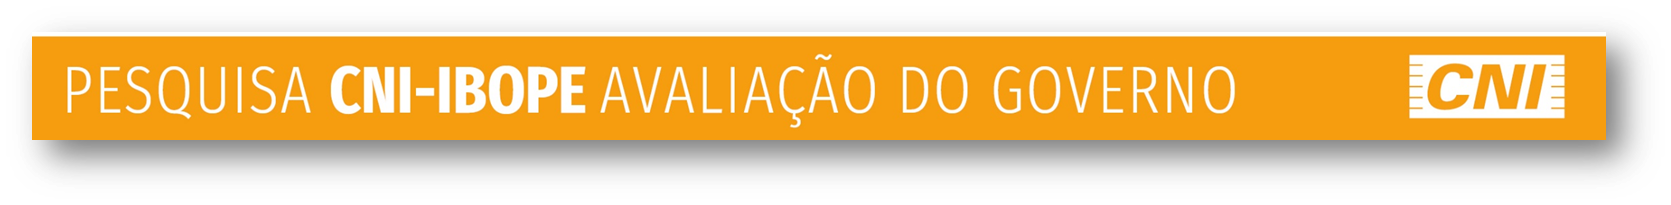 PESQUISA CNI-IBOPE AVALIAÇÃO DO GOVERNO CNI